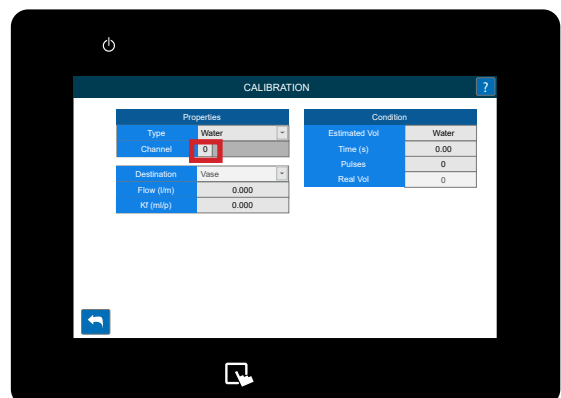 CALIBRATION ?
Properties
Type Water
Channel 0
Destination Vase
Flow (l/m) 0.000
Kf (ml/p) 0.000
Condition
Estimated Vol Water
Time (s) 0.00
Pulses 0
Real Vol 0